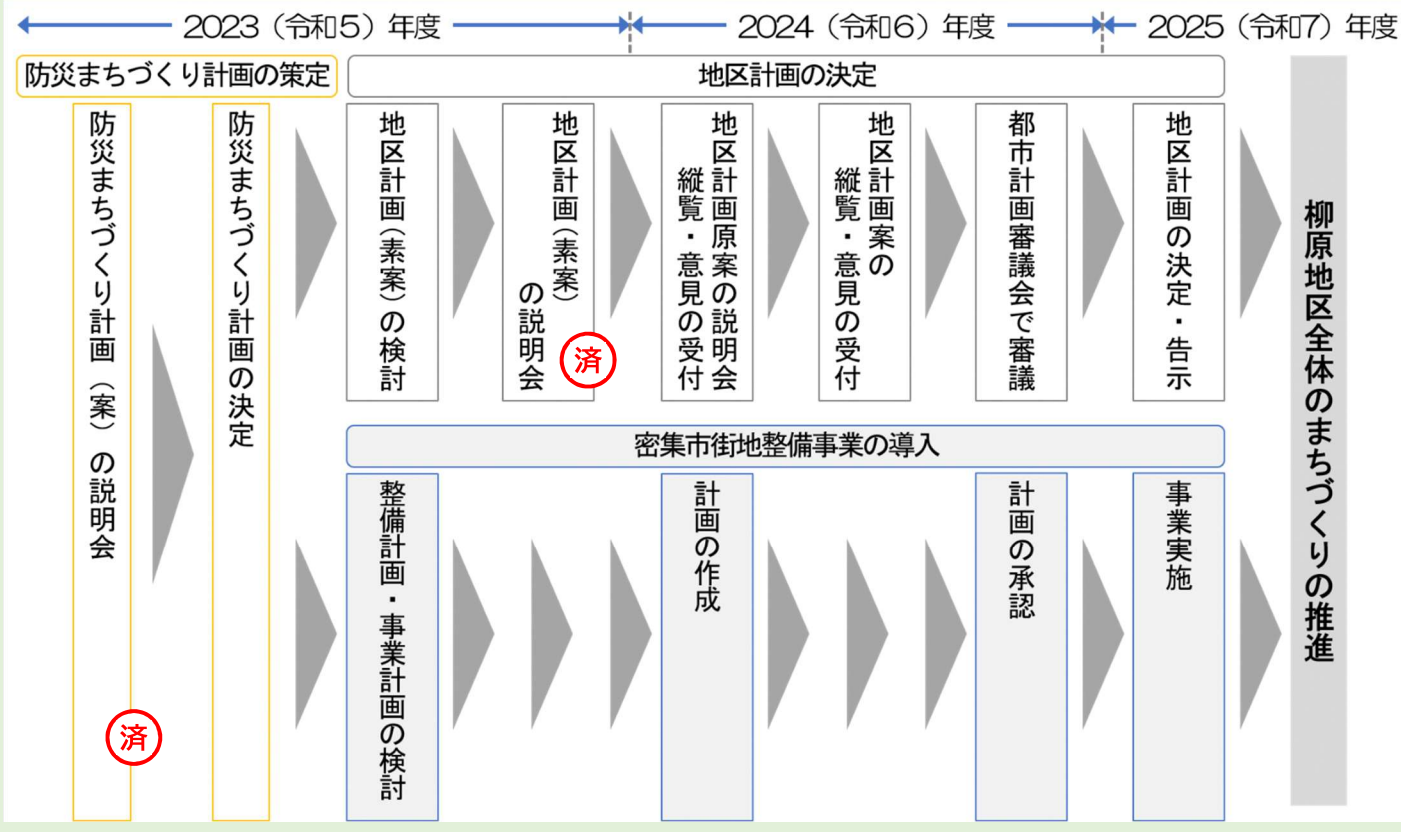 2023（令和5）年度
2024（令和6）年度
2025（令和7）年度
防災まちづくり計画の策定
防災まちづくり計画（案）の説明会
済
防災まちづくり計画の決定
地区計画の決定
地区計画（素案）の検討
地区計画（素案）
の説明会
済
地区計画原案の説明会
縦覧・意見の受付
地区計画案の
縦覧・意見の受付
都市計画審議会で審議
地区計画の決定・告示
密集市街地整備事業の導入
整備計画・事業計画の検討
計画の作成
計画の承認
事業実施
柳原地区全体のまちづくりの推進